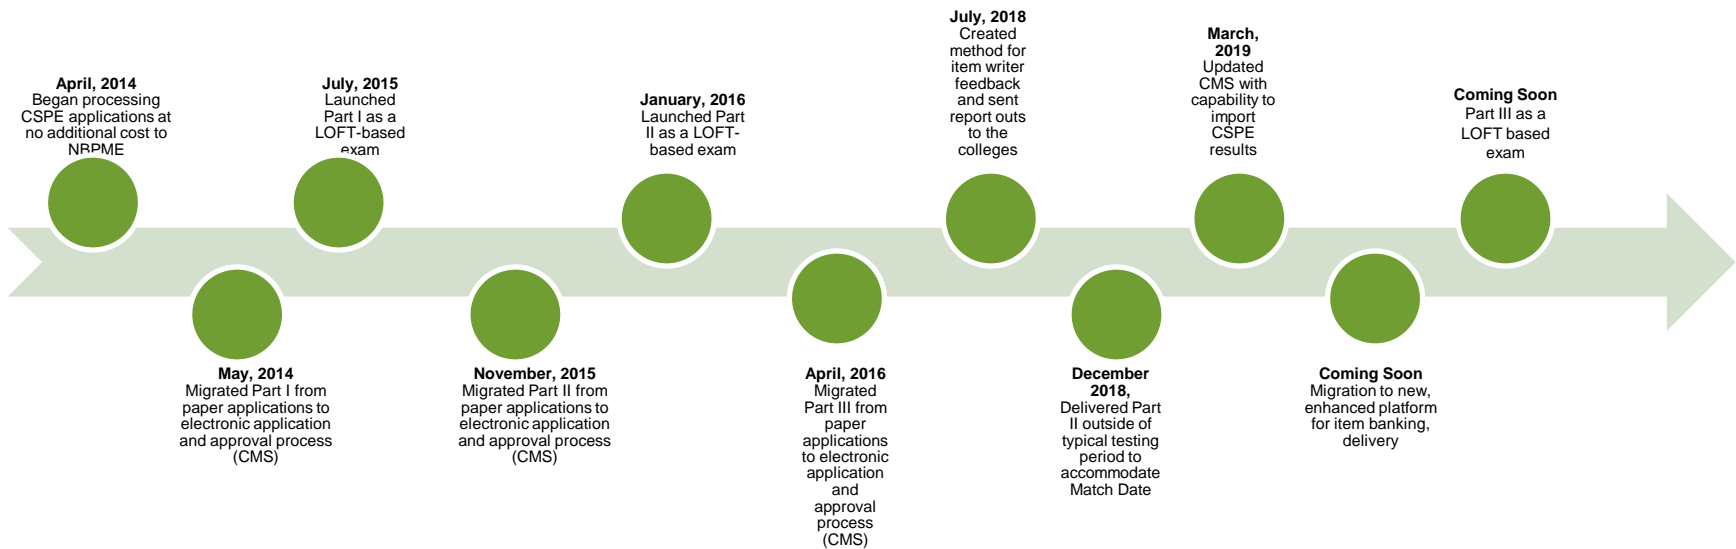 April, 2014
Began processing
CSPE applications at
no additional cost to
NBPME
May, 2014
Migrated Part I from
paper applications to
electronic application
and approval process
(CMS)
July, 2015
Launched
Part I as a
LOFT-based
exam
November, 2015
Migrated Part II from
paper applications to
electronic application
and approval process
(CMS)
January, 2016
Launched Part
II as a LOFT-
based exam
April, 2016
Migrated
Part III from
paper
applications
to electronic
application
and
approval
process
(CMS)
July, 2018
Created
method for
item writer
feedback
and sent
report outs
to the
colleges
December
2018,
Delivered Part
II outside of
typical testing
period to
accommodate
Match Date
March,
2019
Updated
CMS with
capability to
import
CSPE
results
Coming Soon
Migration to new,
enhanced platform
for item banking,
delivery
Coming Soon
Part III as a
LOFT based
exam